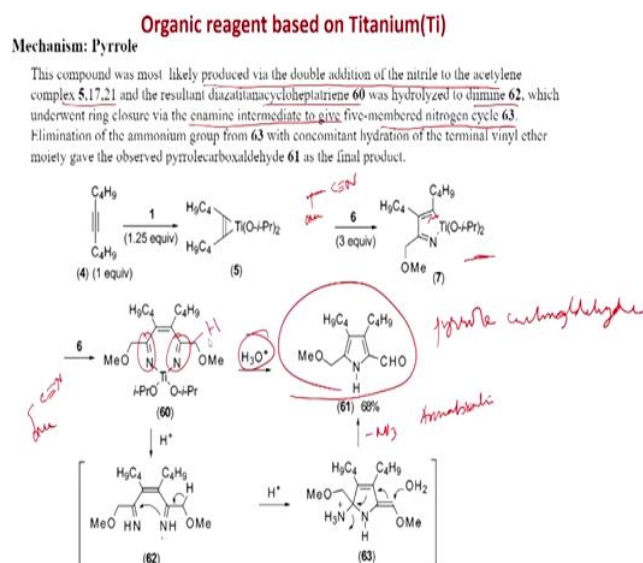 Organic reagent based on Titanium(Ti)
Mechanism: Pyrrole
This compound was most likely produced via the double addition of the nitrile to the acetylene
complex 5,17,21 and the resultant diazatitanacycloheptatriene 60 was hydrolyzed to diimine 62, which
underwent ring closure via the enamine intermediate to give five-membered nitrogen cycle 63.
Elimination of the ammonium group from 63 with concomitant hydration of the terminal vinyl ether
moiety gave the observed pyrrolecarboxaldehyde 61 as the final product.
C4H9
C4H9
(4) (1 equiv)
1
(1.25 equiv)
H9C4
H9C4
Ti(O-i-Pr)2
(5)
C≡N
OMe
6
(3 equiv)
C4H9
H9C4
Ti(O-i-Pr)2
N
OMe
(7)
6
C≡N
OMe
H9C4 C4H9
H
MeO N N OMe
Ti
i-PrO O-i-Pr
(60)
H3O+
H9C4 C4H9
MeO N CHO
H
(61) 68%
pyrrole
H+
-NH3
H9C4 C4H9
H
MeO HN NH OMe
(62)
H+
H9C4 C4H9
MeO OH2
H3N N OMe
H
(63)